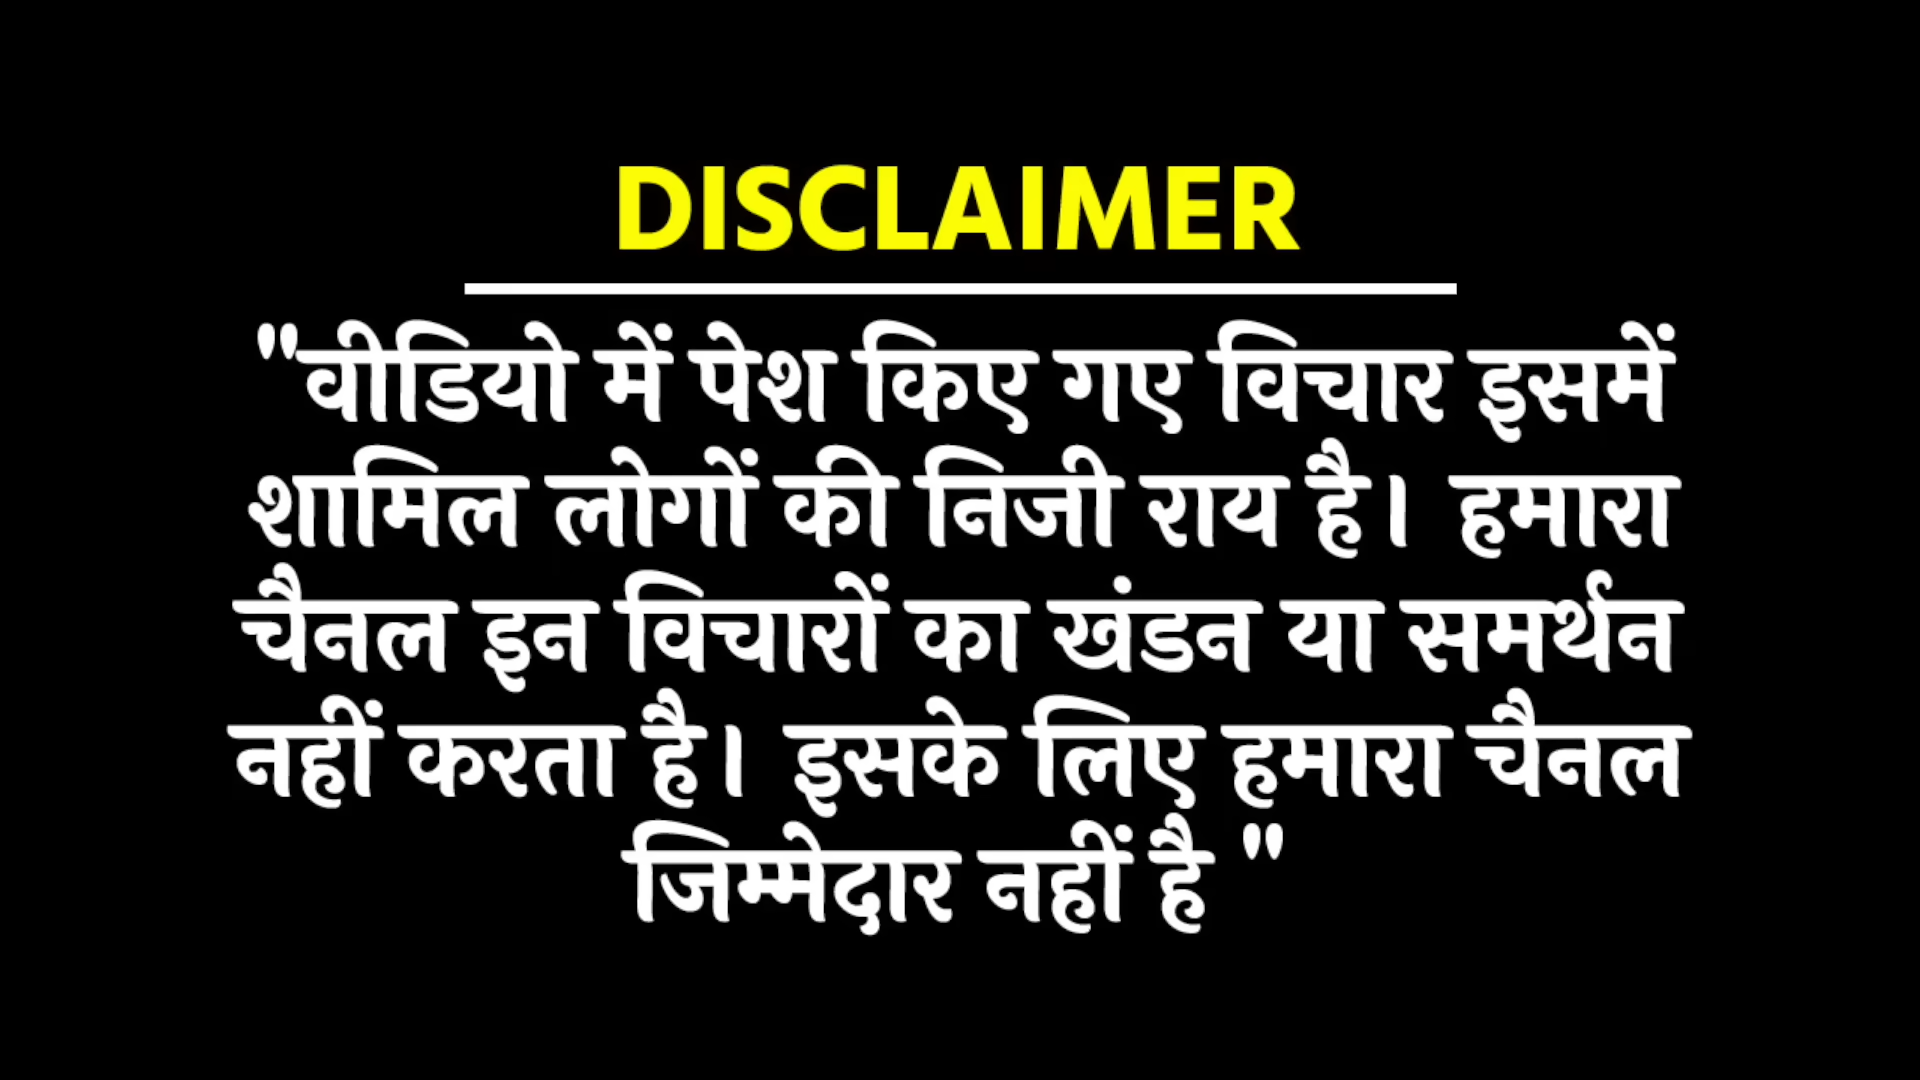 DISCLAIMER
"वीडियो में पेश किए गए विचार इसमें
शामिल लोगों की निजी राय है। हमारा
चैनल इन विचारों का खंडन या समर्थन
नहीं करता है। इसके लिए हमारा चैनल
जिम्मेदार नहीं है "